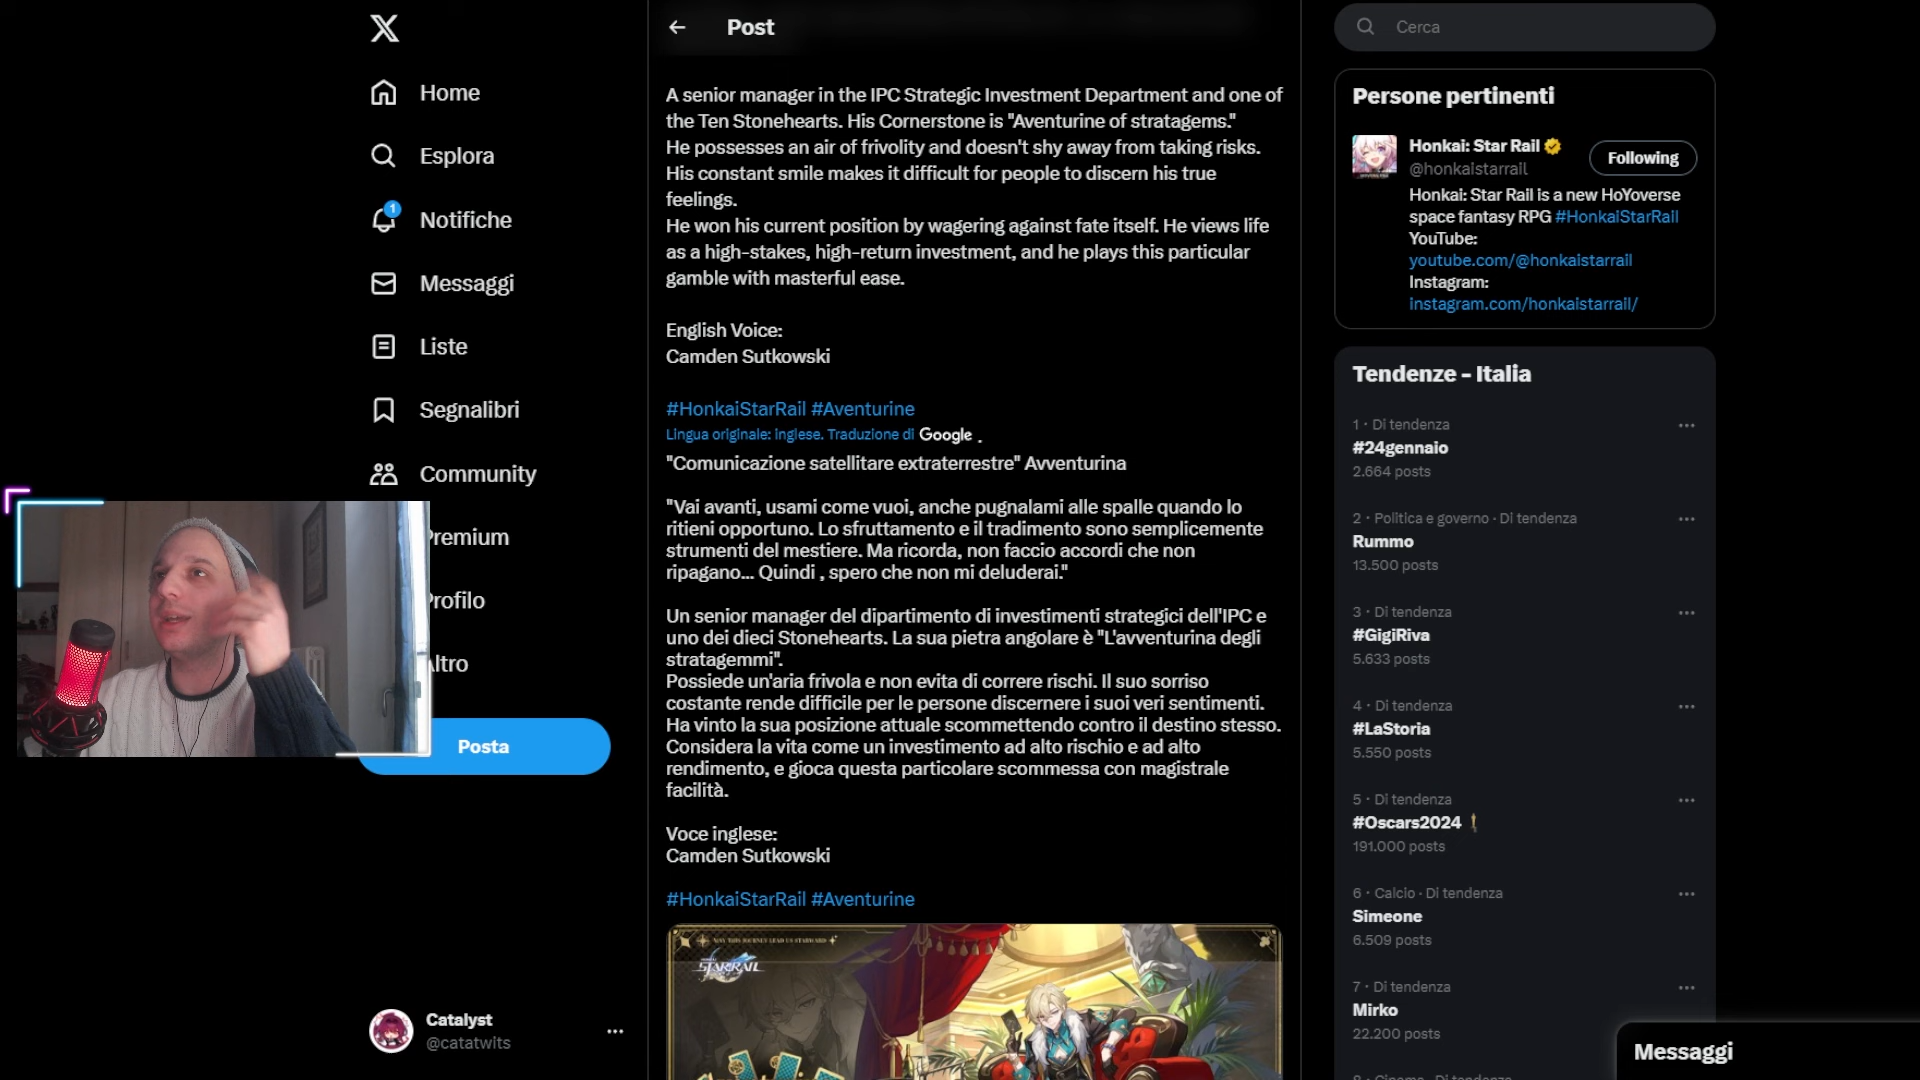 Home
Esplora
1
Notifiche
Messaggi
Liste
Segnalibri
Community
Premium
Profilo
Altro
Posta
Catalyst
@catatwits
Post
A senior manager in the IPC Strategic Investment Department and one of
the Ten Stonehearts. His Cornerstone is "Aventurine of stratagems."
He possesses an air of frivolity and doesn't shy away from taking risks.
His constant smile makes it difficult for people to discern his true
feelings.
He won his current position by wagering against fate itself. He views life
as a high-stakes, high-return investment, and he plays this particular
gamble with masterful ease.
English Voice:
Camden Sutkowski
#HonkaiStarRail #Aventurine
Lingua originale: inglese. Traduzione di Google .
"Comunicazione satellitare extraterrestre" Avventurina
"Vai avanti, usami come vuoi, anche pugnalami alle spalle quando lo
ritieni opportuno. Lo sfruttamento e il tradimento sono semplicemente
strumenti del mestiere. Ma ricorda, non faccio accordi che non
ripagano... Quindi , spero che non mi deluderai."
Un senior manager del dipartimento di investimenti strategici dell'IPC e
uno dei dieci Stonehearts. La sua pietra angolare è "L'avventurina degli
stratagemmi".
Possiede un'aria frivola e non evita di correre rischi. Il suo sorriso
costante rende difficile per le persone discernere i suoi veri sentimenti.
Ha vinto la sua posizione attuale scommettendo contro il destino stesso.
Considera la vita come un investimento ad alto rischio e ad alto
rendimento, e gioca questa particolare scommessa con magistrale
facilità.
Voce inglese:
Camden Sutkowski
#HonkaiStarRail #Aventurine
MAY THIS JOURNEY LEAD US STARWARD
STAR RAIL
Cerca
Persone pertinenti
Honkai: Star Rail
@honkaistarrail
Following
Honkai: Star Rail is a new HoYoverse
space fantasy RPG #HonkaiStarRail
YouTube:
youtube.com/@honkaistarrail
Instagram:
instagram.com/honkaistarrail/
Tendenze - Italia
1 · Di tendenza
#24gennaio
2.664 posts
2 · Politica e governo · Di tendenza
Rummo
13.500 posts
3 · Di tendenza
#GigiRiva
5.633 posts
4 · Di tendenza
#LaStoria
5.550 posts
5 · Di tendenza
#Oscars2024
191.000 posts
6 · Calcio · Di tendenza
Simeone
6.509 posts
7 · Di tendenza
Mirko
22.200 posts
Messaggi